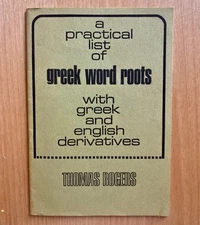 a
practical
list
of
greek word roots
with
greek
and
english
derivatives
THOMAS ROGERS